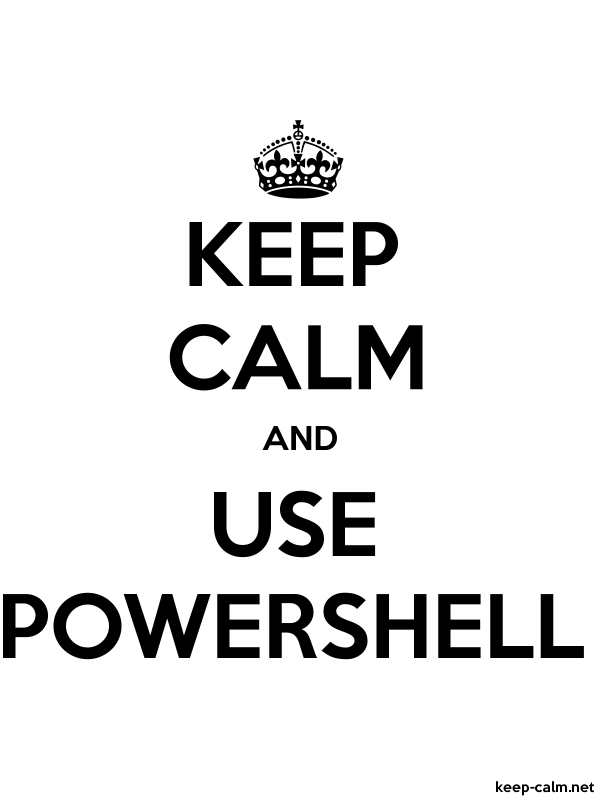 KEEP
CALM
AND
USE
POWERSHELL
keep-calm.net